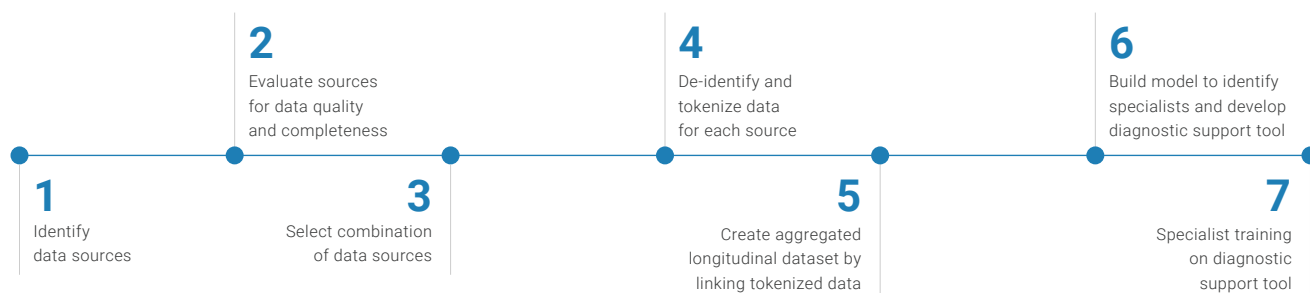 1
Identify
data sources
2
Evaluate sources
for data quality
and completeness
3
Select combination
of data sources
4
De-identify and
tokenize data
for each source
5
Create aggregated
longitudinal dataset by
linking tokenized data
6
Build model to identify
specialists and develop
diagnostic support tool
7
Specialist training
on diagnostic
support tool